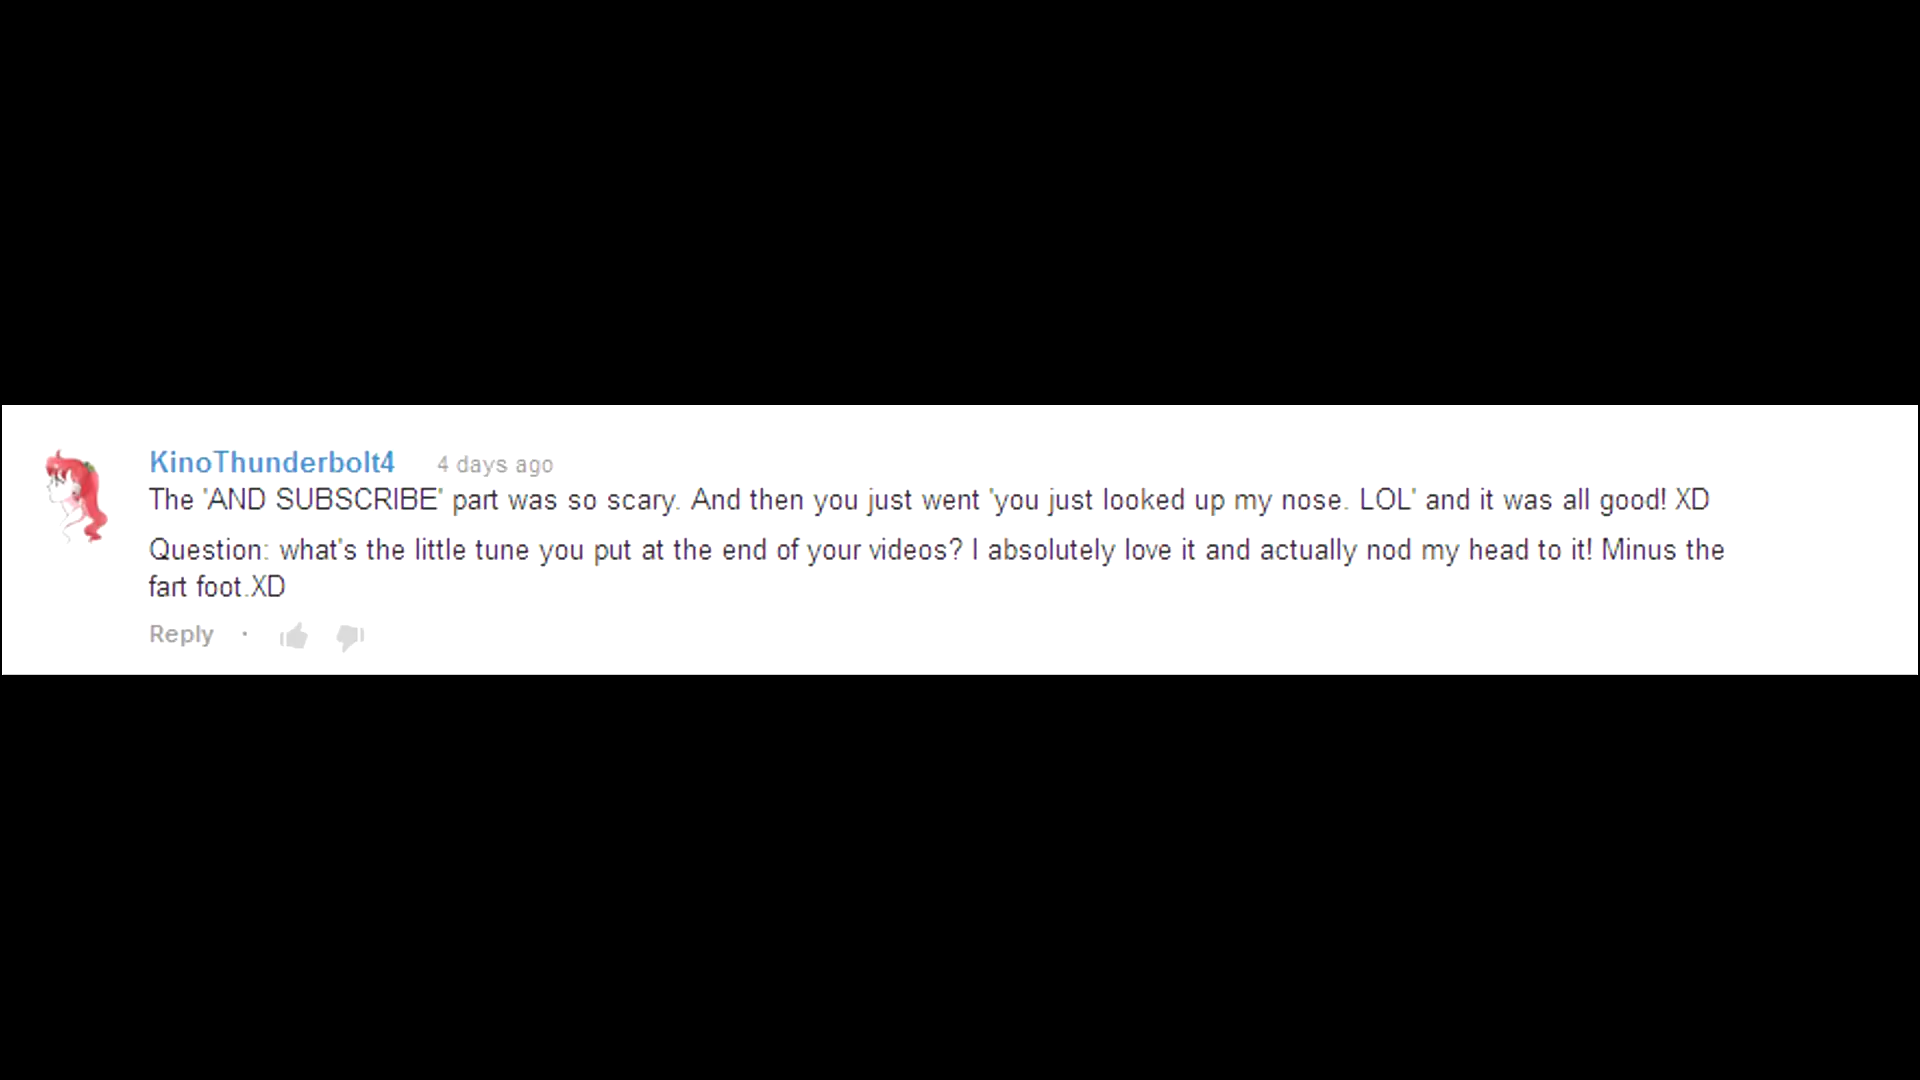 KinoThunderbolt4 4 days ago
The 'AND SUBSCRIBE' part was so scary. And then you just went 'you just looked up my nose. LOL' and it was all good! XD
Question: what's the little tune you put at the end of your videos? I absolutely love it and actually nod my head to it! Minus the
fart foot.XD
Reply ·